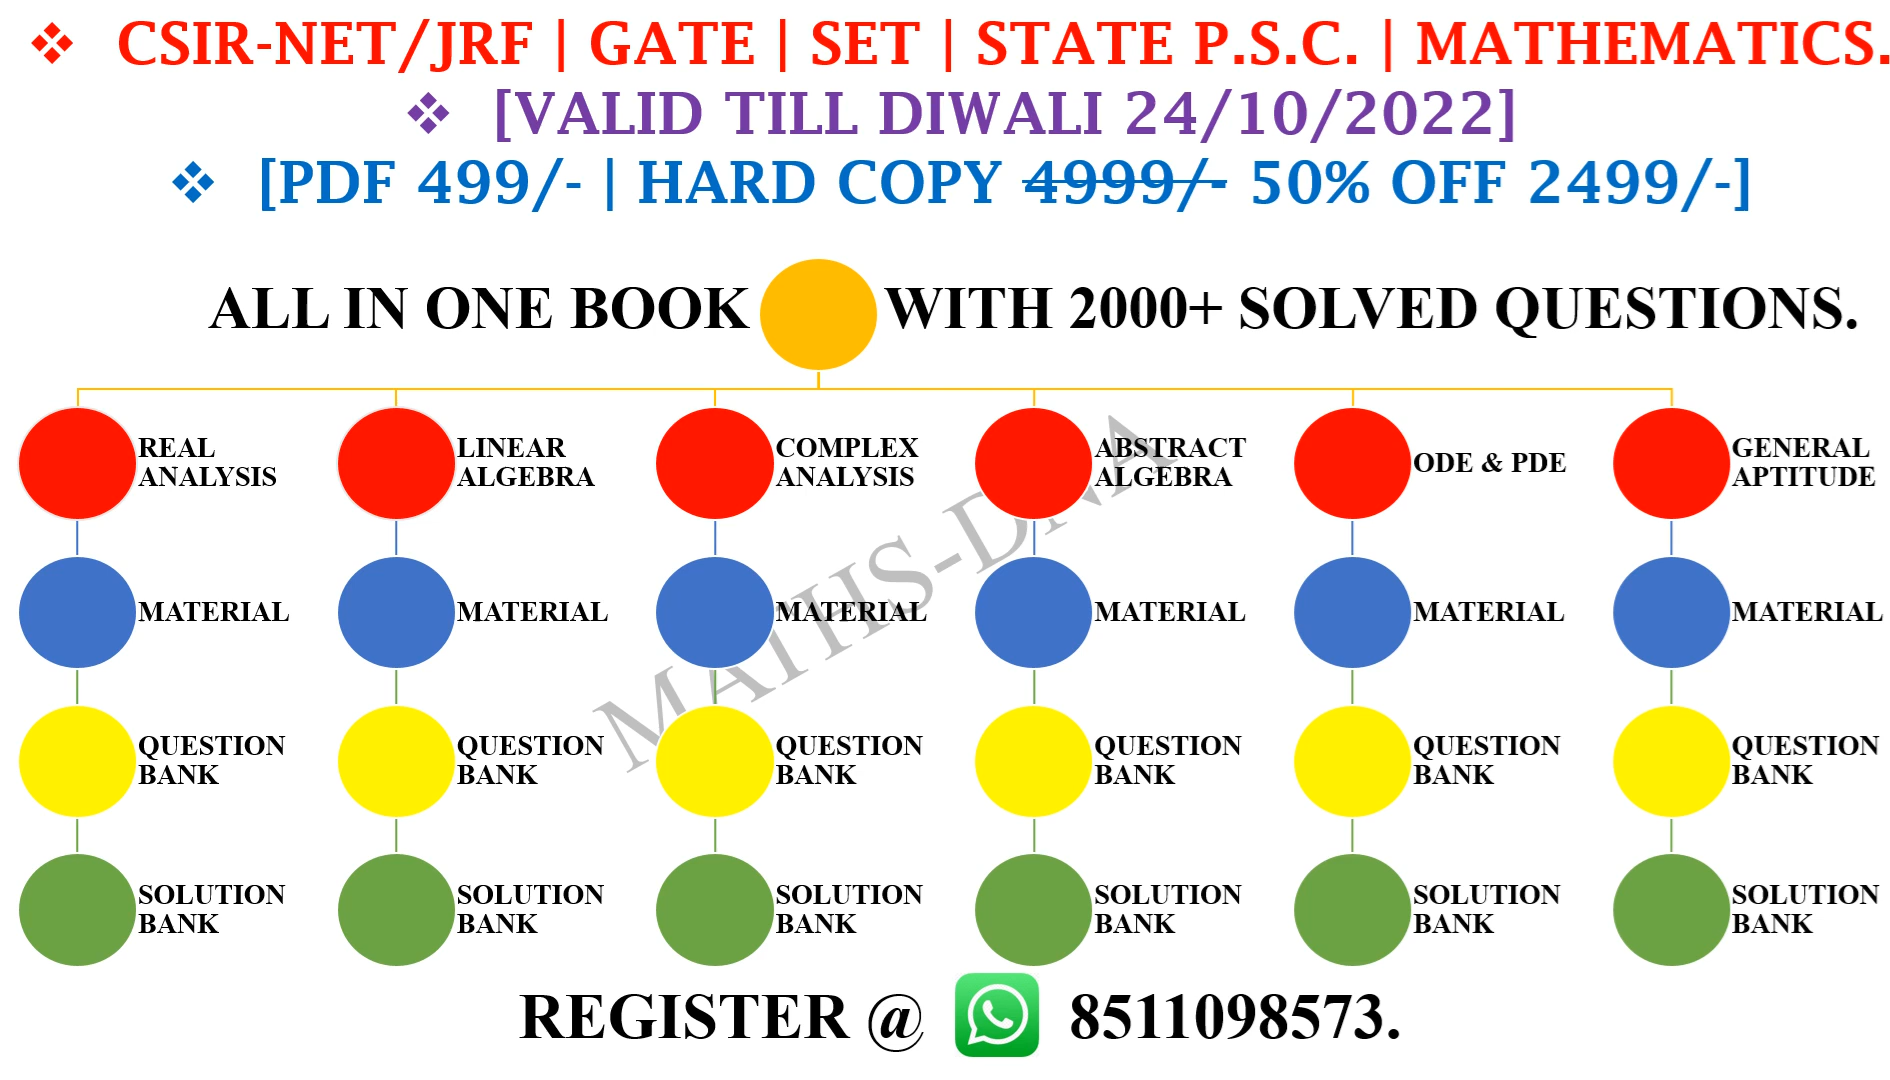 ❖ CSIR-NET/JRF | GATE | SET | STATE P.S.C. | MATHEMATICS.
❖ [VALID TILL DIWALI 24/10/2022]
❖ [PDF 499/- | HARD COPY 4999/- 50% OFF 2499/-]
ALL IN ONE BOOK WITH 2000+ SOLVED QUESTIONS.
REAL
ANALYSIS
LINEAR
ALGEBRA
COMPLEX
ANALYSIS
ABSTRACT
ALGEBRA
ODE & PDE
GENERAL
APTITUDE
MATERIAL
MATERIAL
MATERIAL
MATERIAL
MATERIAL
MATERIAL
QUESTION
BANK
QUESTION
BANK
QUESTION
BANK
QUESTION
BANK
QUESTION
BANK
QUESTION
BANK
SOLUTION
BANK
SOLUTION
BANK
SOLUTION
BANK
SOLUTION
BANK
SOLUTION
BANK
SOLUTION
BANK
MATHS-DNA
REGISTER @ 8511098573.